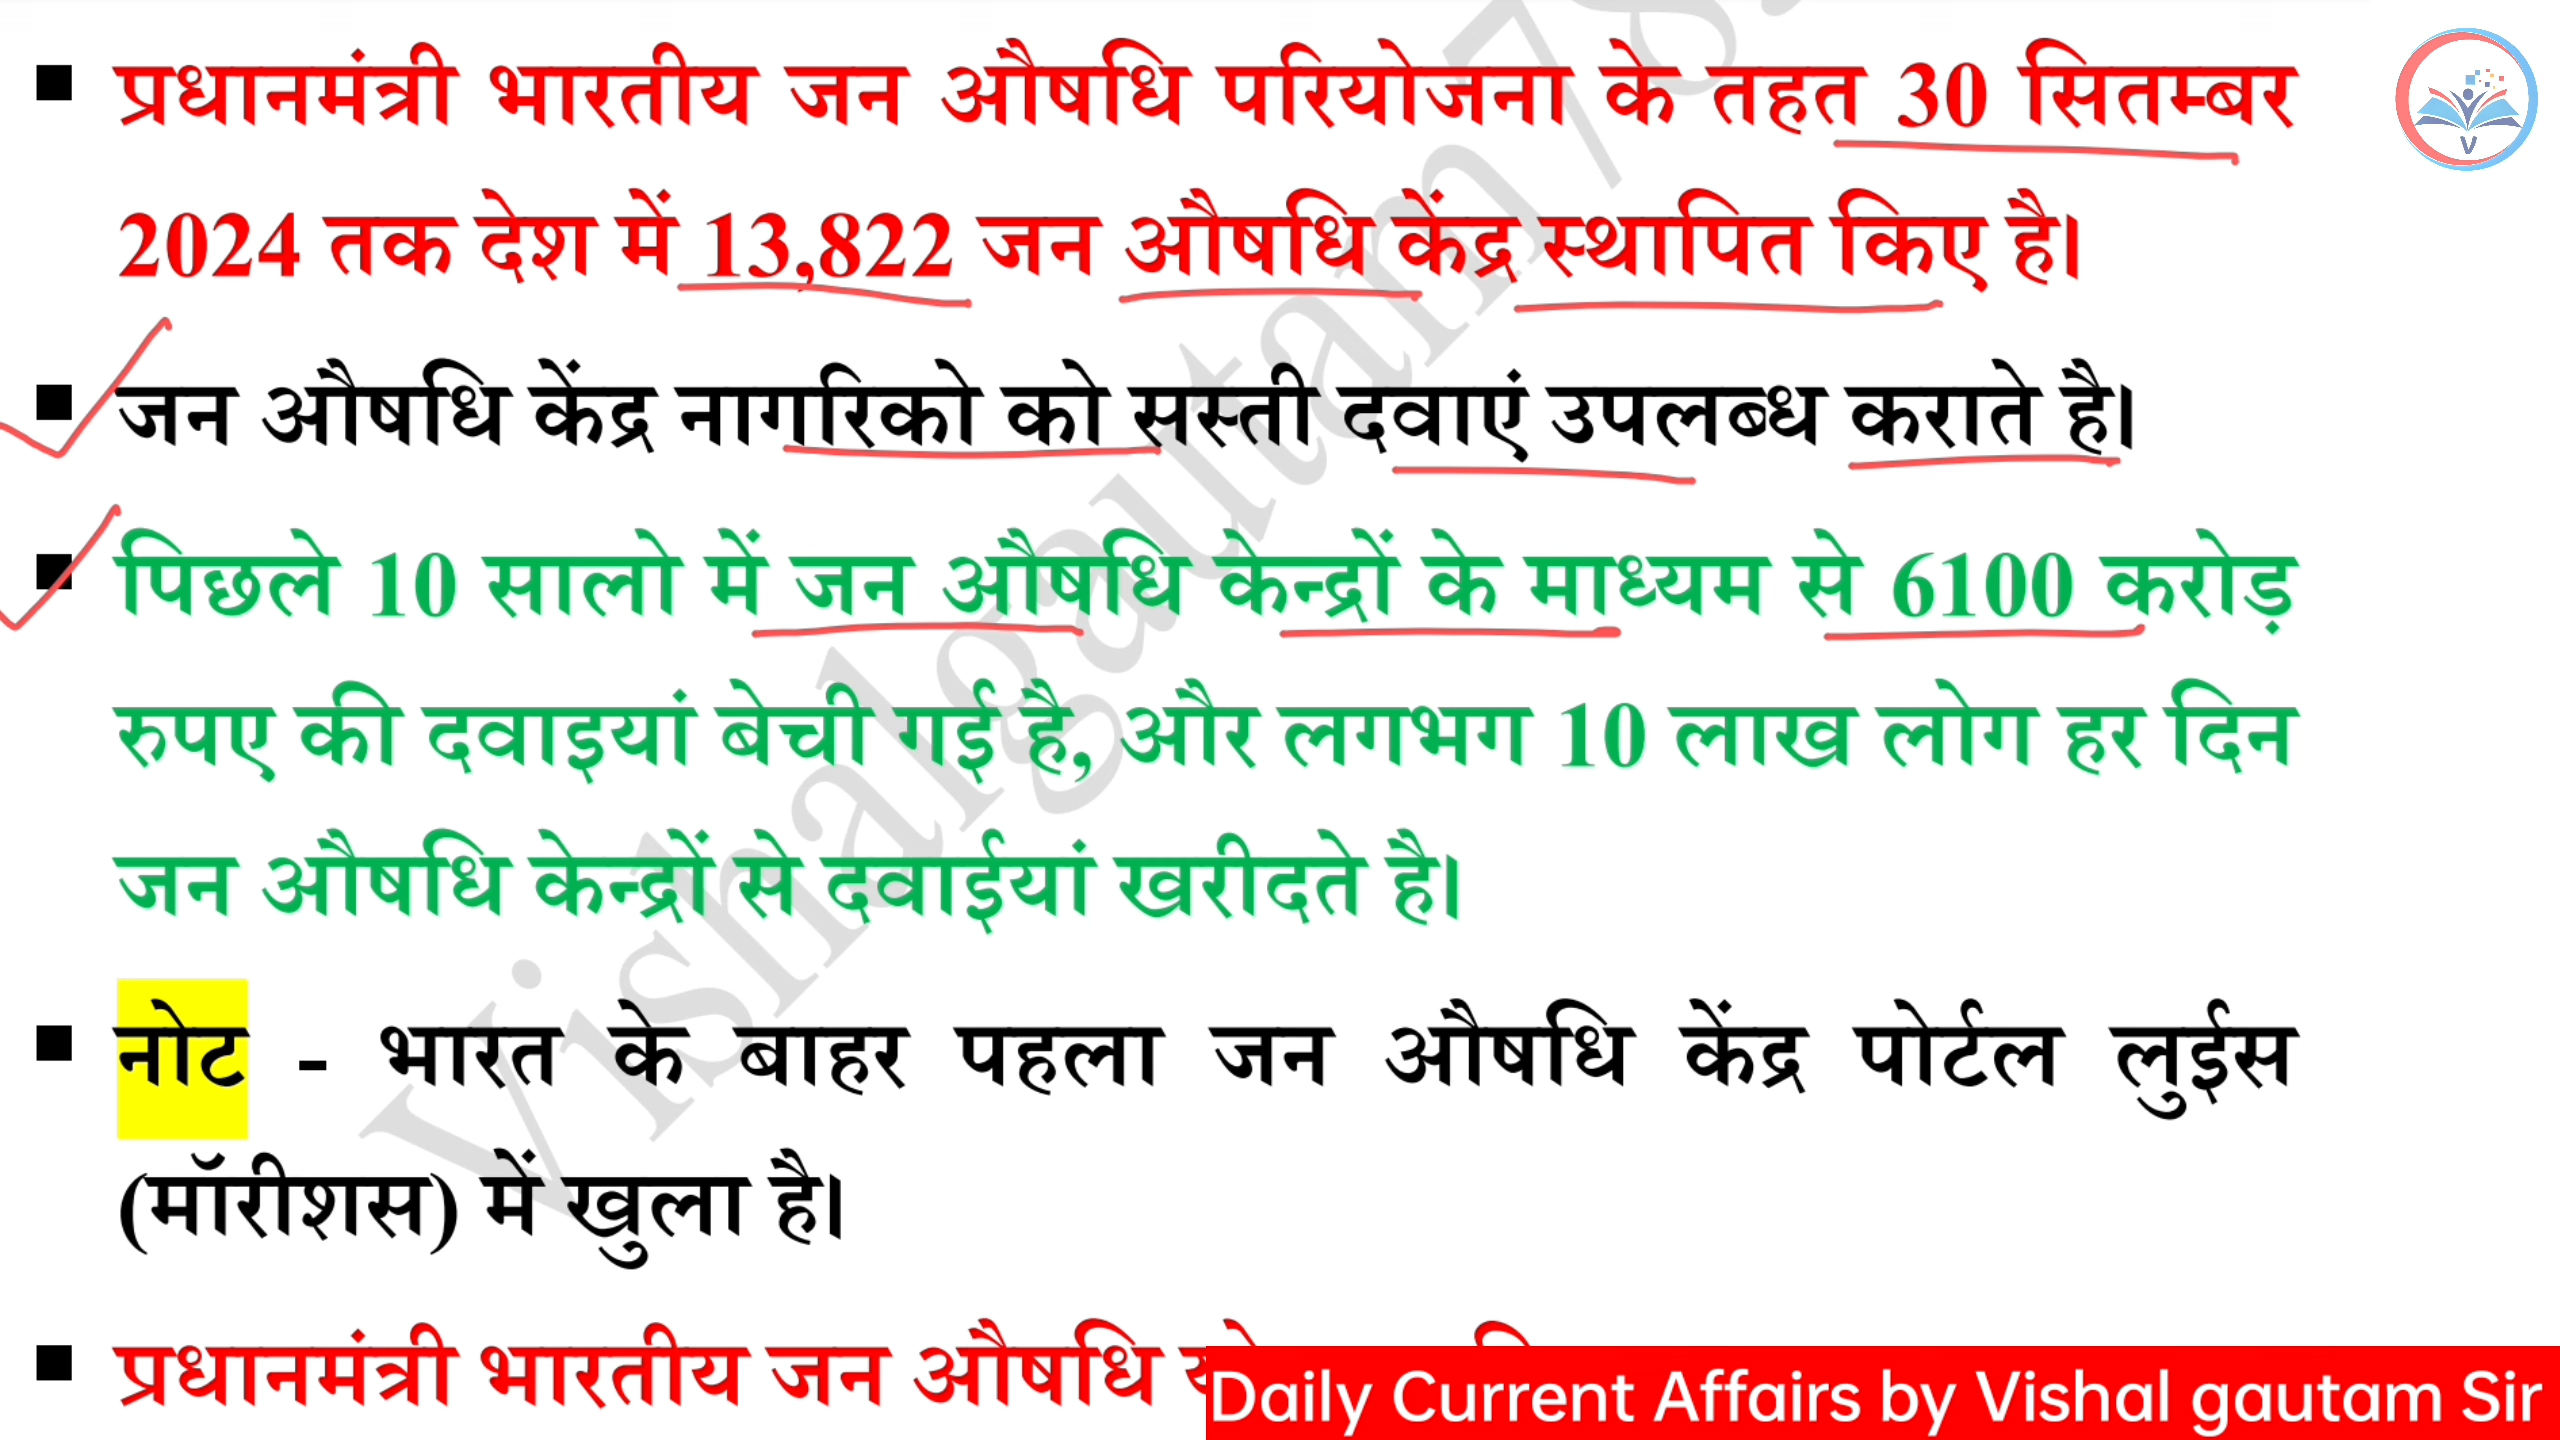 प्रधानमंत्री भारतीय जन औषधि परियोजना के तहत 30 सितम्बर
2024 तक देश में 13,822 जन औषधि केंद्र स्थापित किए है।
जन औषधि केंद्र नागरिको को सस्ती दवाएं उपलब्ध कराते है।
पिछले 10 सालो में जन औषधि केन्द्रों के माध्यम से 6100 करोड़
रुपए की दवाइयां बेची गई है, और लगभग 10 लाख लोग हर दिन
जन औषधि केन्द्रों से दवाईयां खरीदते है।
नोट - भारत के बाहर पहला जन औषधि केंद्र पोर्टल लुईस
(मॉरीशस) में खुला है।
प्रधानमंत्री भारतीय जन औषधि
Daily Current Affairs by Vishal gautam Sir
Vishalgautam78
V